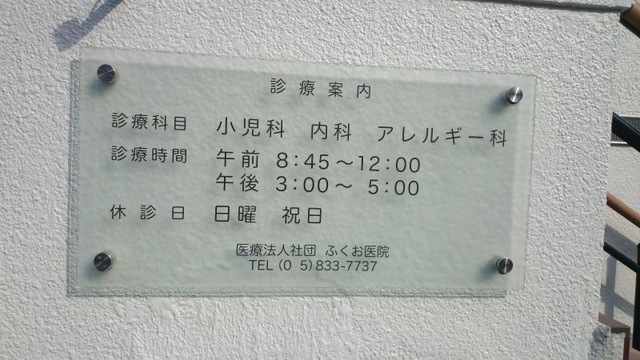 診療案内
診療科目 小児科 内科 アレルギー科
診療時間 午前 8:45～12:00
午後 3:00～ 5:00
休診日 日曜 祝日
医療法人社団 ふくお医院
TEL(0 5)833-7737